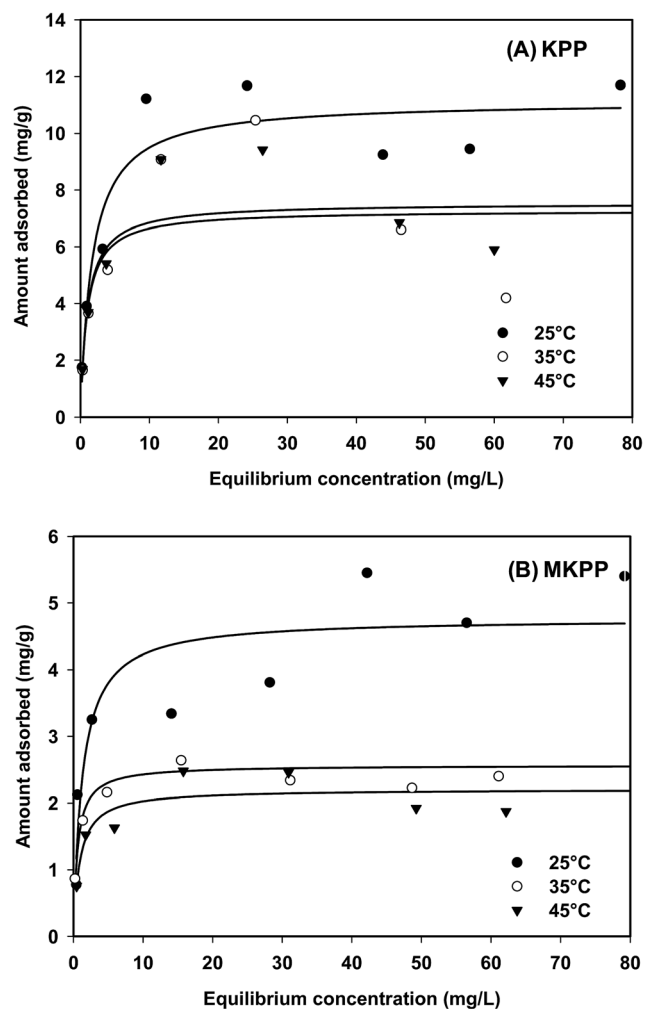 (A) KPP
14
12
10
8
6
4
2
0
Amount adsorbed (mg/g)
25°C
35°C
45°C
0 10 20 30 40 50 60 70 80
Equilibrium concentration (mg/L)
(B) MKPP
6
5
4
3
2
1
0
Amount adsorbed (mg/g)
25°C
35°C
45°C
0 10 20 30 40 50 60 70 80
Equilibrium concentration (mg/L)